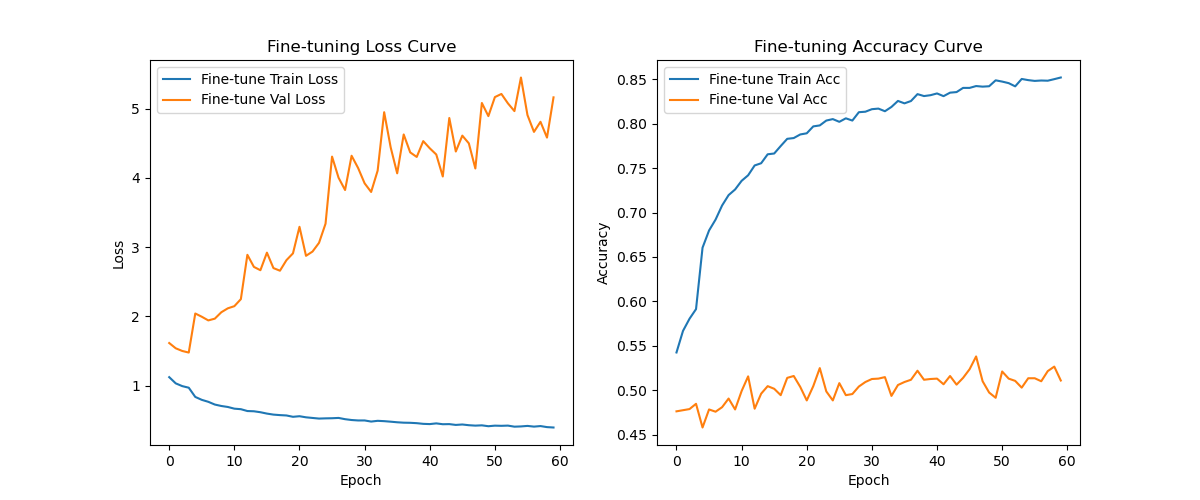 Fine-tuning Loss Curve
Fine-tune Train Loss
Fine-tune Val Loss
5
4
3
2
1
Loss
0 10 20 30 40 50 60
Epoch
Fine-tuning Accuracy Curve
Fine-tune Train Acc
Fine-tune Val Acc
0.85
0.80
0.75
0.70
0.65
0.60
0.55
0.50
0.45
Accuracy
0 10 20 30 40 50 60
Epoch